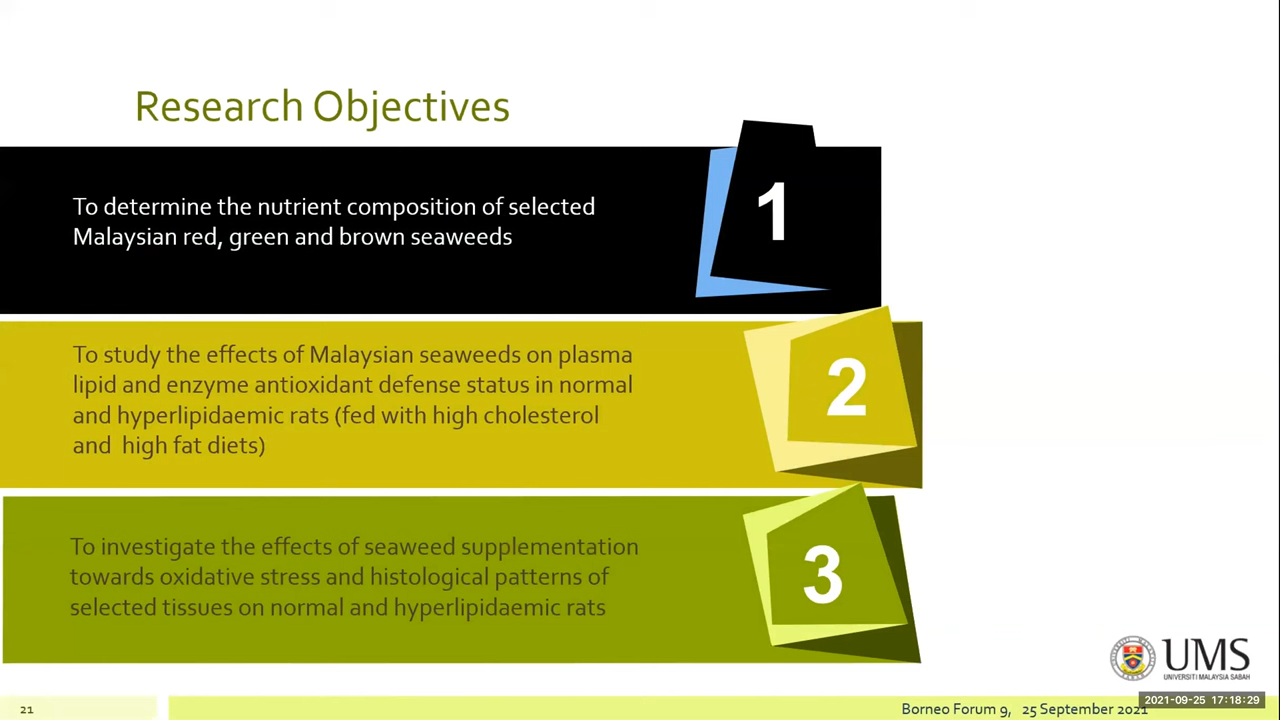 Research Objectives
To determine the nutrient composition of selected
Malaysian red, green and brown seaweeds
1
To study the effects of Malaysian seaweeds on plasma
lipid and enzyme antioxidant defense status in normal
and hyperlipidaemic rats (fed with high cholesterol
and  high fat diets)
2
To investigate the effects of seaweed supplementation
towards oxidative stress and histological patterns of
selected tissues on normal and hyperlipidaemic rats
3
UMS
UNIVERSITI MALAYSIA SABAH
2021-09-25 17:18:29
21
Borneo Forum 9,   25 September 2021